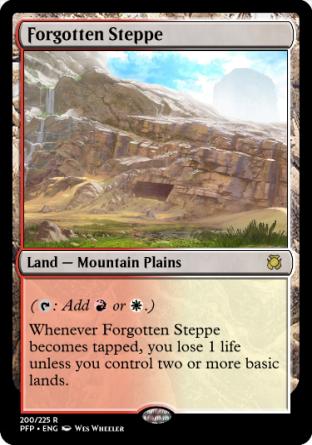 Forgotten Steppe
Land — Mountain Plains
(: Add or .)
Whenever Forgotten Steppe
becomes tapped, you lose 1 life
unless you control two or more basic
lands.
200/225 R
PFP • ENG Wes Wheeler